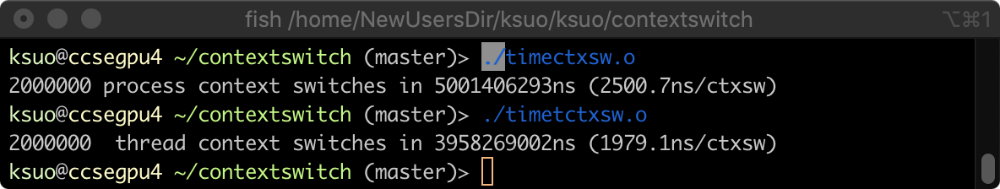 fish /home/NewUsersDir/ksuo/ksuo/contextswitch ⌥⌘1
ksuo@ccsegpu4 ~/contextswitch (master)> ./timectxsw.o
2000000 process context switches in 5001406293ns (2500.7ns/ctxsw)
ksuo@ccsegpu4 ~/contextswitch (master)> ./timetctxsw.o
2000000  thread context switches in 3958269002ns (1979.1ns/ctxsw)
ksuo@ccsegpu4 ~/contextswitch (master)>